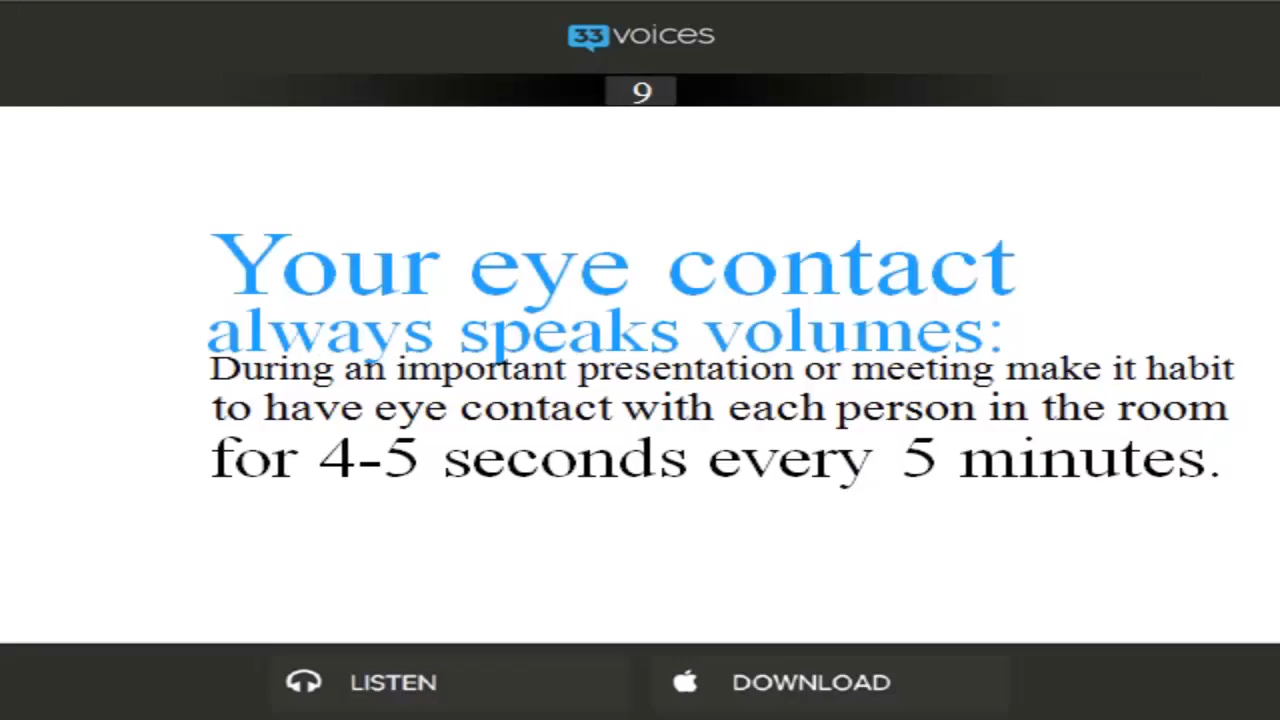 33voices
9
Your eye contact
always speaks volumes:
During an important presentation or meeting make it habit
to have eye contact with each person in the room
for 4-5 seconds every 5 minutes.
LISTEN
DOWNLOAD